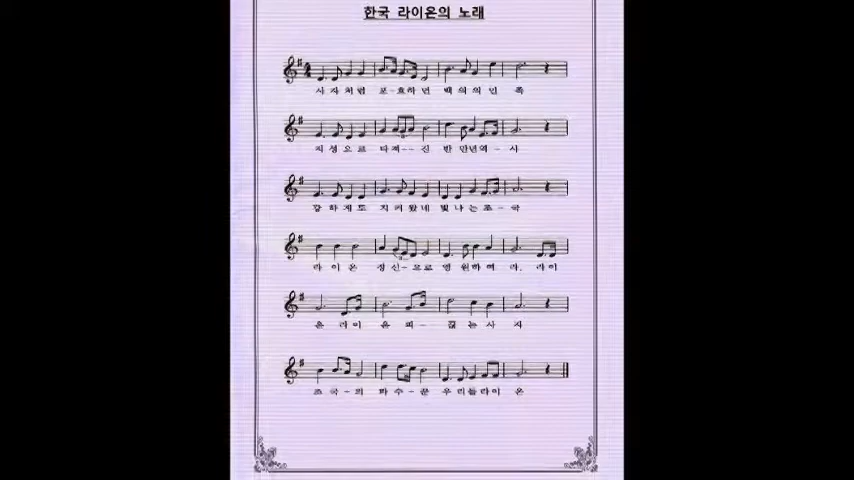 한국 라이온의 노래
사자처럼 포-효하던 백의의민 족
지성으로 다져--진 반만년역-사
강하게도 지켜왔네 빛나는조-국
라이온 정신-으로 영원하여 라. 라이
온 라이 온 피- 끓는사 자
조국-의 파수-꾼 우리들라이 온